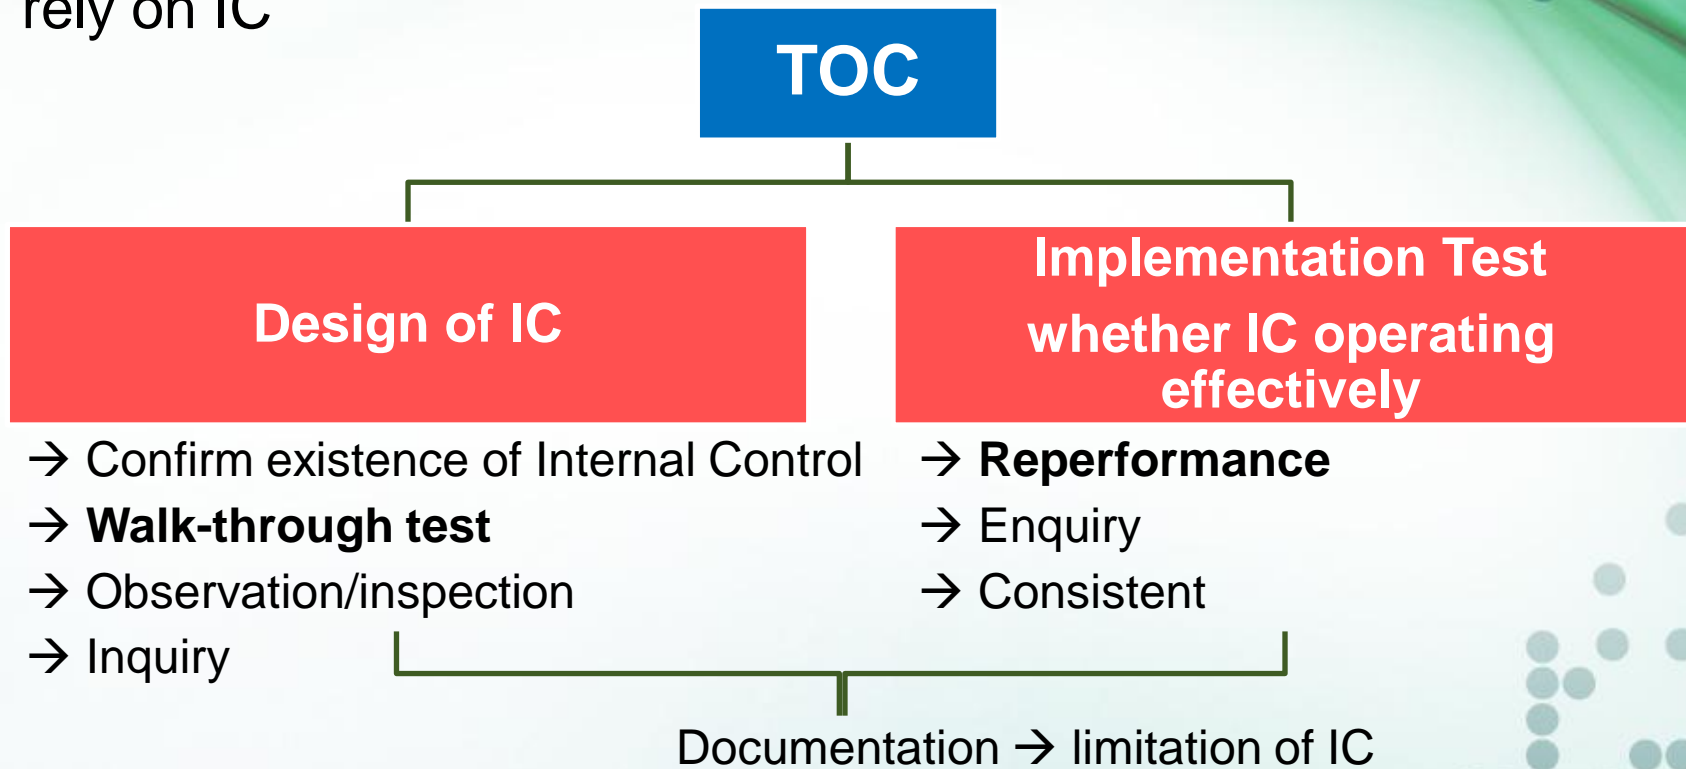 rely on IC
TOC
Design of IC
Implementation Test
whether IC operating
effectively
→ Confirm existence of Internal Control
→ Walk-through test
→ Observation/inspection
→ Inquiry
→ Reperformance
→ Enquiry
→ Consistent
Documentation → limitation of IC